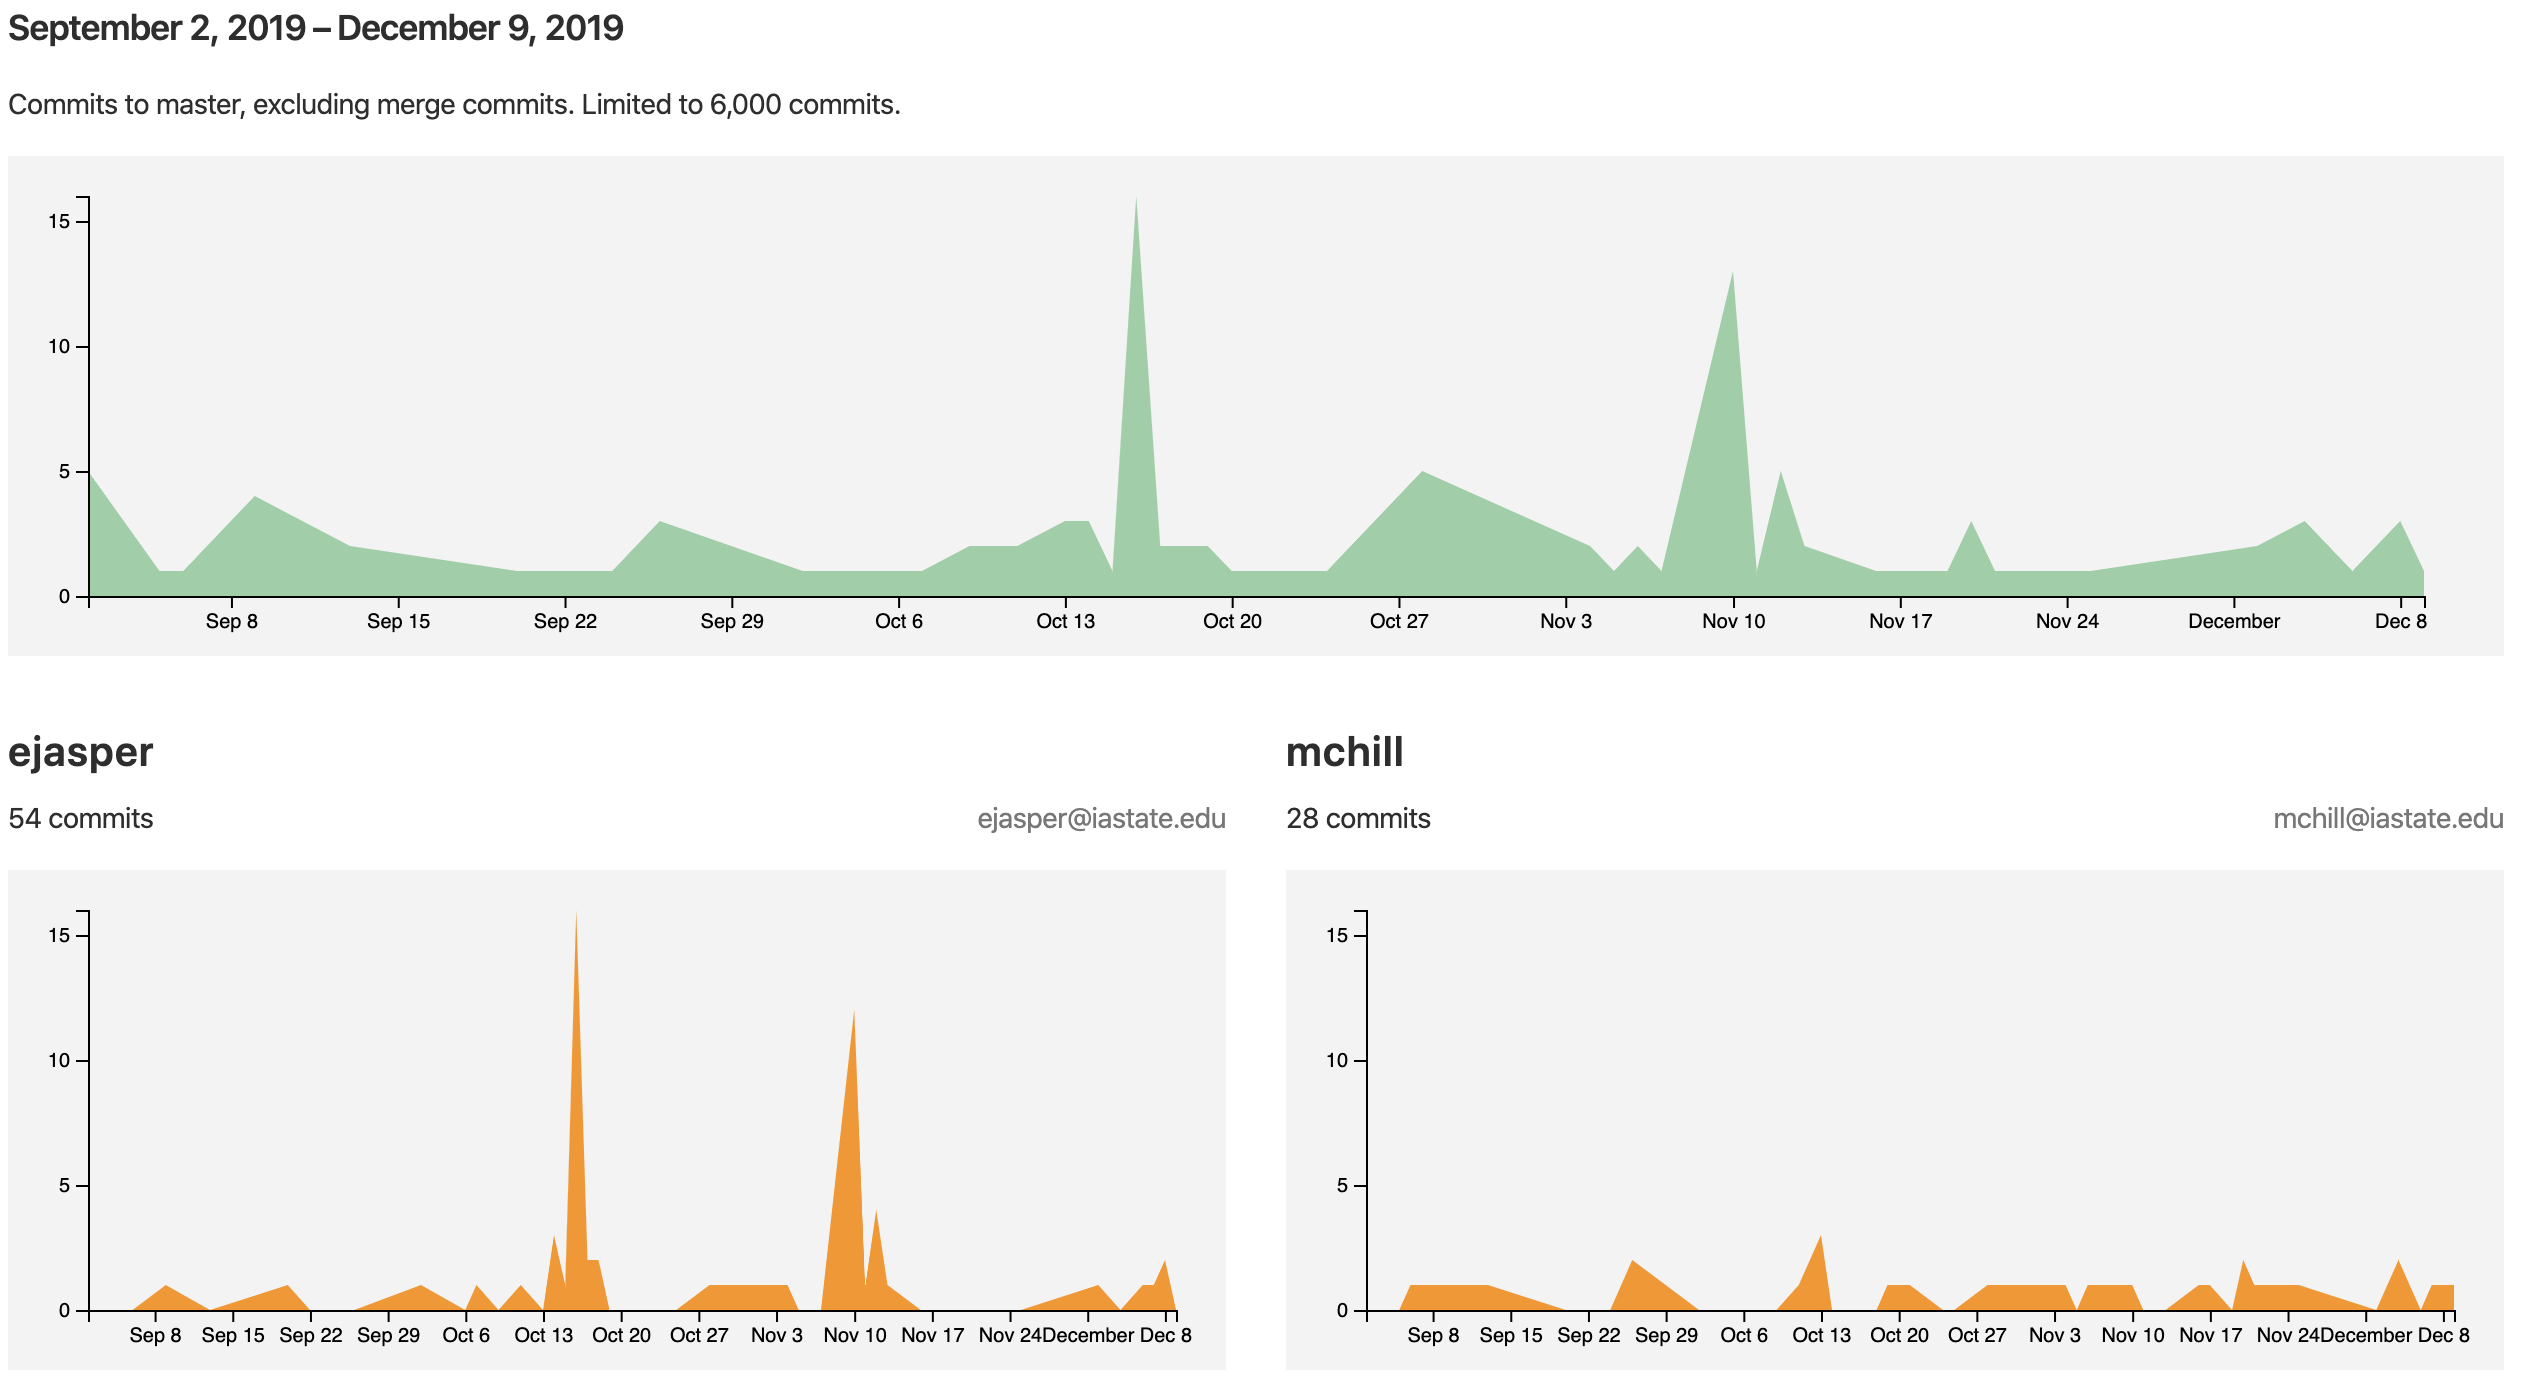 September 2, 2019 – December 9, 2019
Commits to master, excluding merge commits. Limited to 6,000 commits.
15
10
5
0
Sep 8 Sep 15 Sep 22 Sep 29 Oct 6 Oct 13 Oct 20 Oct 27 Nov 3 Nov 10 Nov 17 Nov 24 December Dec 8
ejasper
54 commits ejasper@iastate.edu
15
10
5
0
Sep 8 Sep 15 Sep 22 Sep 29 Oct 6 Oct 13 Oct 20 Oct 27 Nov 3 Nov 10 Nov 17 Nov 24 December Dec 8
mchill
28 commits mchill@iastate.edu
15
10
5
0
Sep 8 Sep 15 Sep 22 Sep 29 Oct 6 Oct 13 Oct 20 Oct 27 Nov 3 Nov 10 Nov 17 Nov 24 December Dec 8